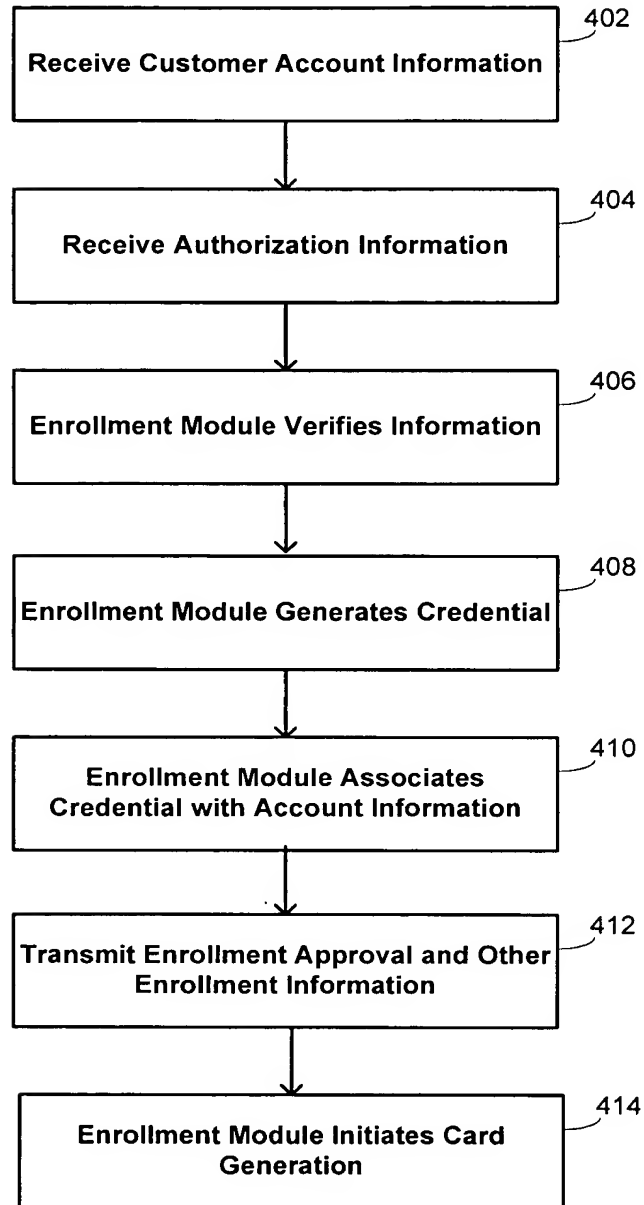 402
Receive Customer Account Information
404
Receive Authorization Information
406
Enrollment Module Verifies Information
408
Enrollment Module Generates Credential
410
Enrollment Module Associates
Credential with Account Information
412
Transmit Enrollment Approval and Other
Enrollment Information
414
Enrollment Module Initiates Card
Generation